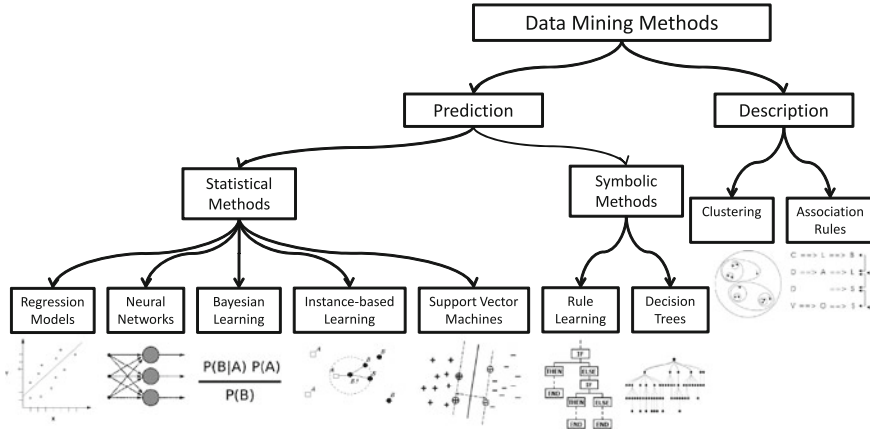 Data Mining Methods
Prediction
Description
Statistical
Methods
Symbolic
Methods
Clustering
Association
Rules
Regression
Models
Neural
Networks
Bayesian
Learning
Instance-based
Learning
Support Vector
Machines
Rule
Learning
Decision
Trees
C ==> L ==> B
D ==> A ==> L
D ==> S
V ==> O ==> S
Y
X
P(B|A) P(A)
P(B)
A
A
B
B
B?
B
IF
THEN ELSE
IF
END
THEN ELSE
END END